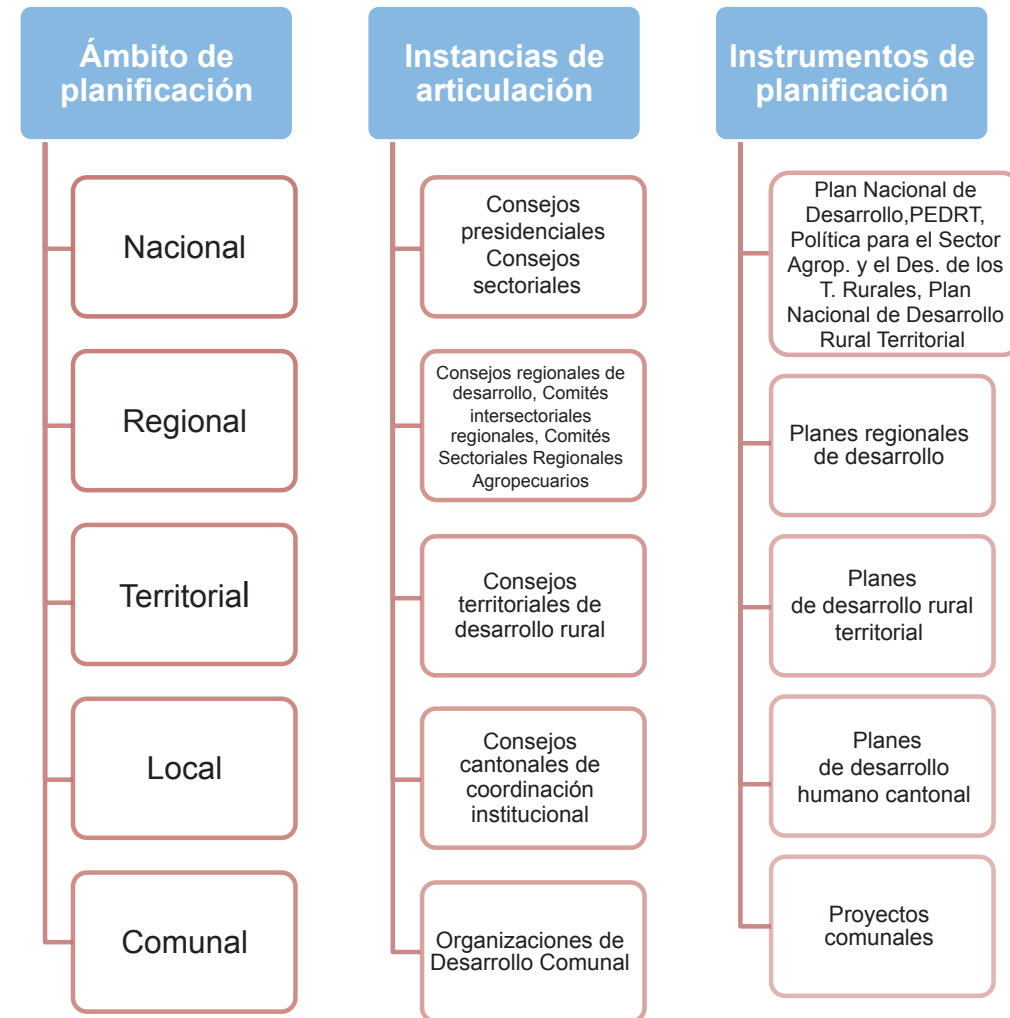 Ámbito de
planificación
Nacional
Regional
Territorial
Local
Comunal
Instancias de
articulación
Consejos
presidenciales
Consejos
sectoriales
Consejos regionales de
desarrollo, Comités
intersectoriales
regionales, Comités
Sectoriales Regionales
Agropecuarios
Consejos
territoriales de
desarrollo rural
Consejos
cantonales de
coordinación
institucional
Organizaciones de
Desarrollo Comunal
Instrumentos de
planificación
Plan Nacional de
Desarrollo,PEDRT,
Política para el Sector
Agrop. y el Des. de los
T. Rurales, Plan
Nacional de Desarrollo
Rural Territorial
Planes regionales
de desarrollo
Planes
de desarrollo rural
territorial
Planes
de desarrollo
humano cantonal
Proyectos
comunales